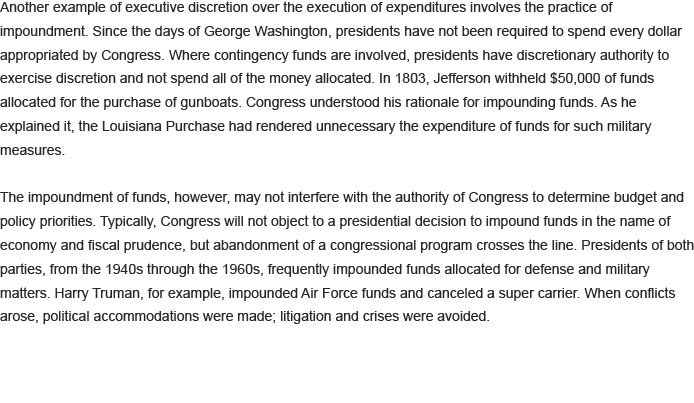 Another example of executive discretion over the execution of expenditures involves the practice of
impoundment. Since the days of George Washington, presidents have not been required to spend every dollar
appropriated by Congress. Where contingency funds are involved, presidents have discretionary authority to
exercise discretion and not spend all of the money allocated. In 1803, Jefferson withheld $50,000 of funds
allocated for the purchase of gunboats. Congress understood his rationale for impounding funds. As he
explained it, the Louisiana Purchase had rendered unnecessary the expenditure of funds for such military
measures.
The impoundment of funds, however, may not interfere with the authority of Congress to determine budget and
policy priorities. Typically, Congress will not object to a presidential decision to impound funds in the name of
economy and fiscal prudence, but abandonment of a congressional program crosses the line. Presidents of both
parties, from the 1940s through the 1960s, frequently impounded funds allocated for defense and military
matters. Harry Truman, for example, impounded Air Force funds and canceled a super carrier. When conflicts
arose, political accommodations were made; litigation and crises were avoided.